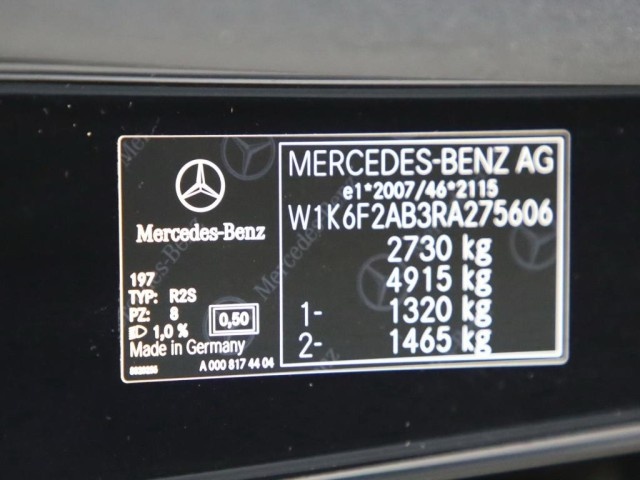 Mercedes-Benz
197
TYP: R2S
PZ: 8
1,0 %
0,50
Made in Germany
A 000 817 44 04
MERCEDES-BENZ AG
e1*2007/46*2115
W1K6F2AB3RA275606
2730 kg
4915 kg
1- 1320 kg
2- 1465 kg